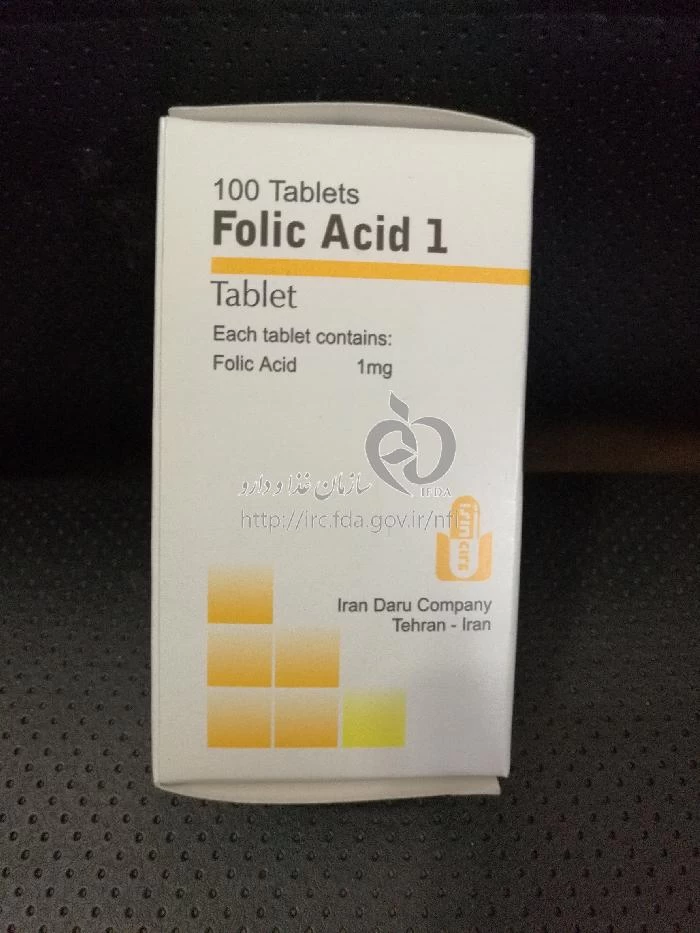 100 Tablets
Folic Acid 1
Tablet
Each tablet contains:
Folic Acid 1mg
سازمان غذا و دارو
IFDA
http://irc.fda.gov.ir/nfi
Iran Daru Company
Tehran - Iran